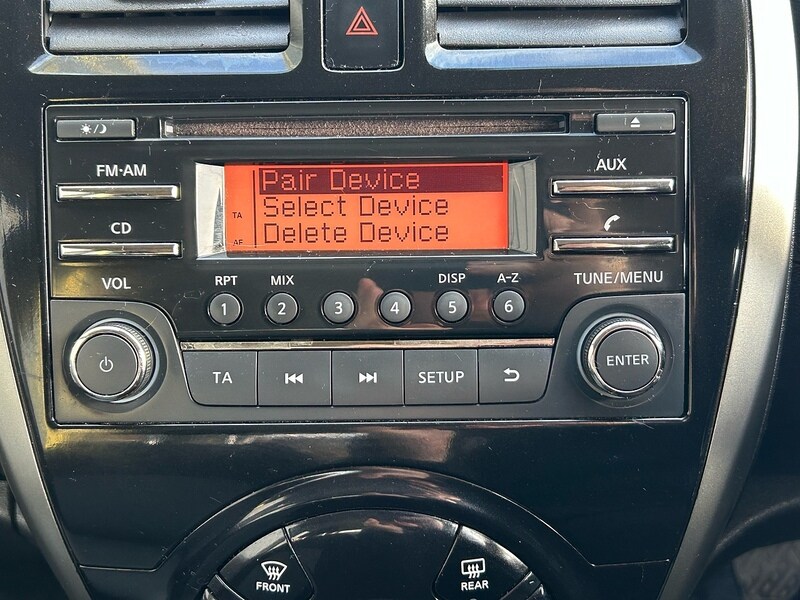 FM·AM
AUX
Pair Device
Select Device
Delete Device
TA
AF
CD
VOL
RPT MIX DISP A-Z
TUNE/MENU
1 2 3 4 5 6
TA SETUP
ENTER
FRONT
REAR